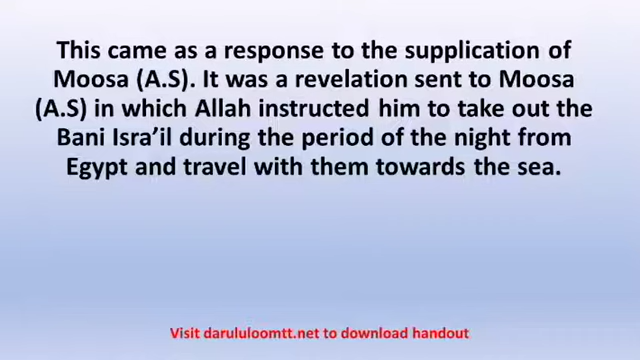 This came as a response to the supplication of
Moosa (A.S). It was a revelation sent to Moosa
(A.S) in which Allah instructed him to take out the
Bani Isra’il during the period of the night from
Egypt and travel with them towards the sea.
Visit darululoomtt.net to download handout